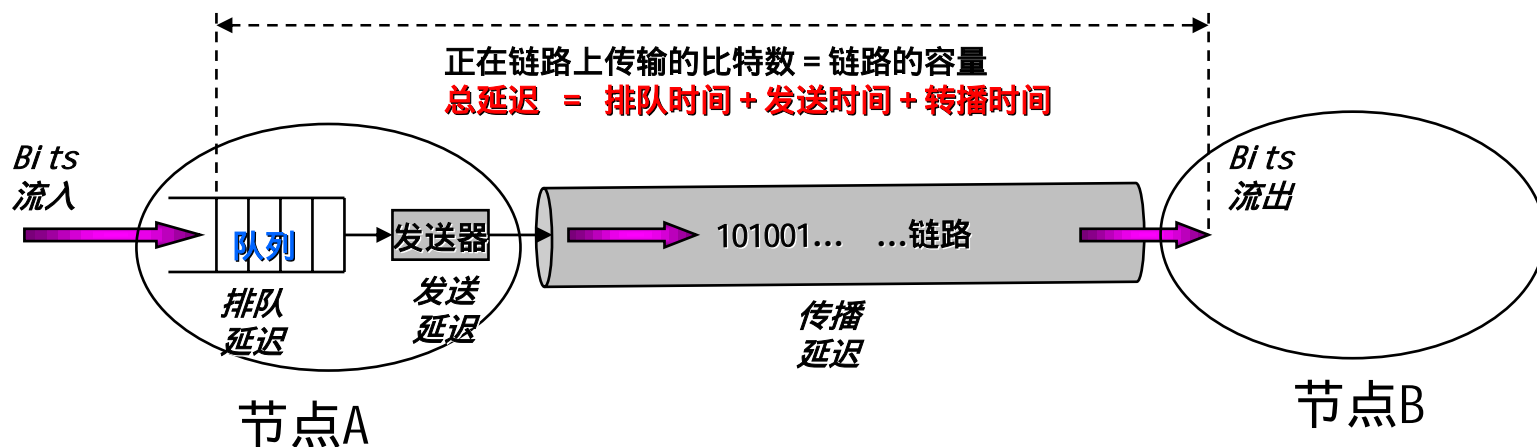 正在链路上传输的比特数 = 链路的容量
总延迟 = 排队时间 + 发送时间 + 转播时间
Bits
流入
队列
发送器
101001... ...链路
Bits
流出
排队
延迟
发送
延迟
传播
延迟
节点A
节点B